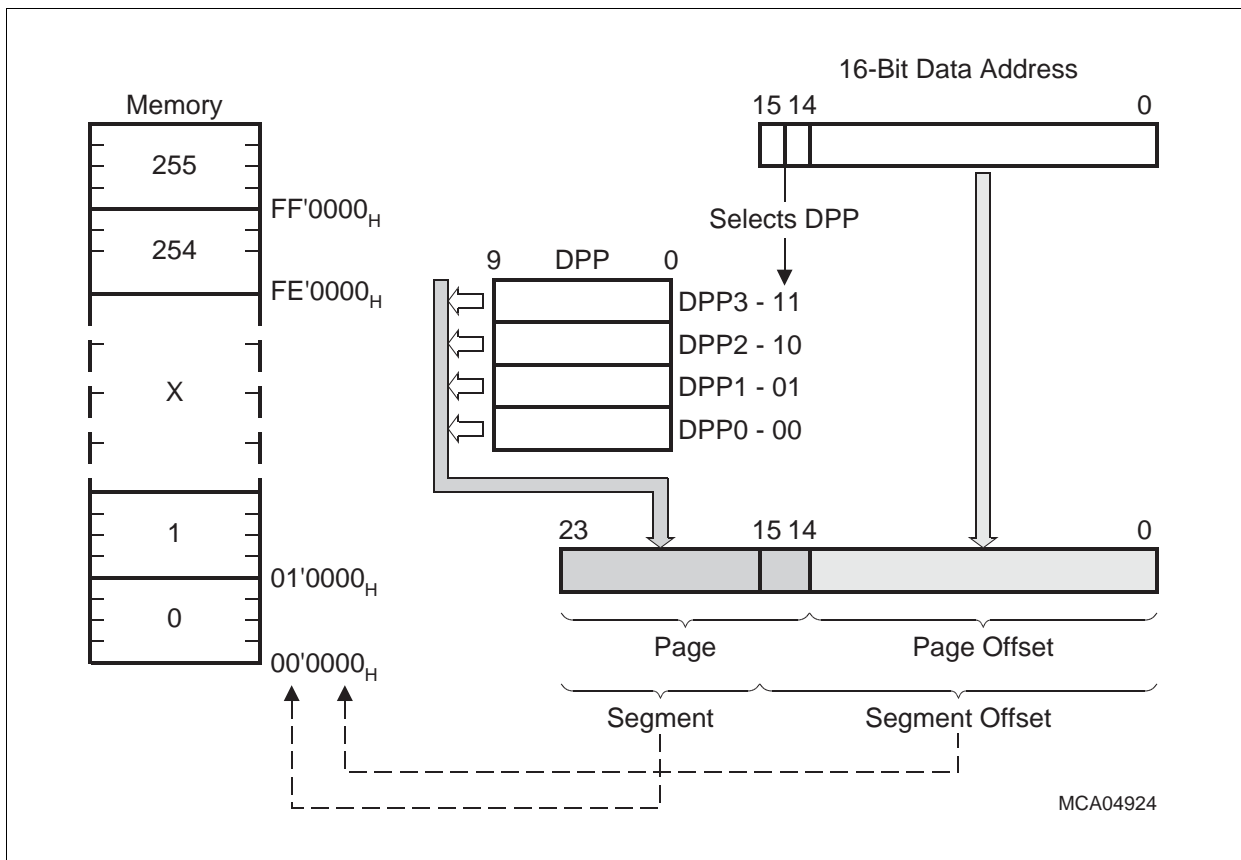 16-Bit Data Address
Memory
15 14 0
255
FF'0000H
Selects DPP
254
9 DPP 0
FE'0000H
DPP3 - 11
DPP2 - 10
X
DPP1 - 01
DPP0 - 00
1
23 15 14 0
01'0000H
0
Page Page Offset
00'0000H
Segment Segment Offset
MCA04924